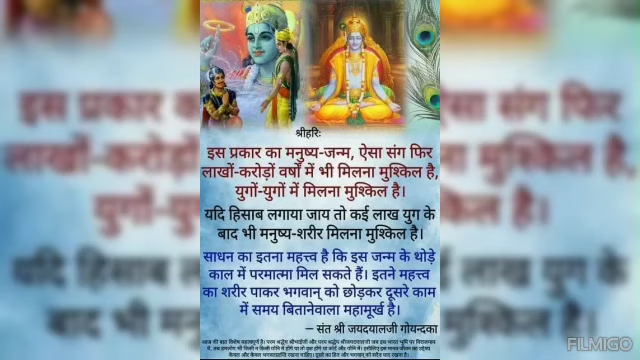 श्रीहरिः
इस प्रकार का मनुष्य-जन्म, ऐसा संग फिर
लाखों-करोड़ों वर्षों में भी मिलना मुश्किल है,
युगों-युगों में मिलना मुश्किल है।
यदि हिसाब लगाया जाय तो कई लाख युग के
बाद भी मनुष्य-शरीर मिलना मुश्किल है।
साधन का इतना महत्त्व है कि इस जन्म के थोड़े
काल में परमात्मा मिल सकते हैं। इतने महत्त्व
का शरीर पाकर भगवान् को छोड़कर दूसरे काम
में समय बितानेवाला महामूर्ख है।
– संत श्री जयदयालजी गोयन्दका
FILMIGO